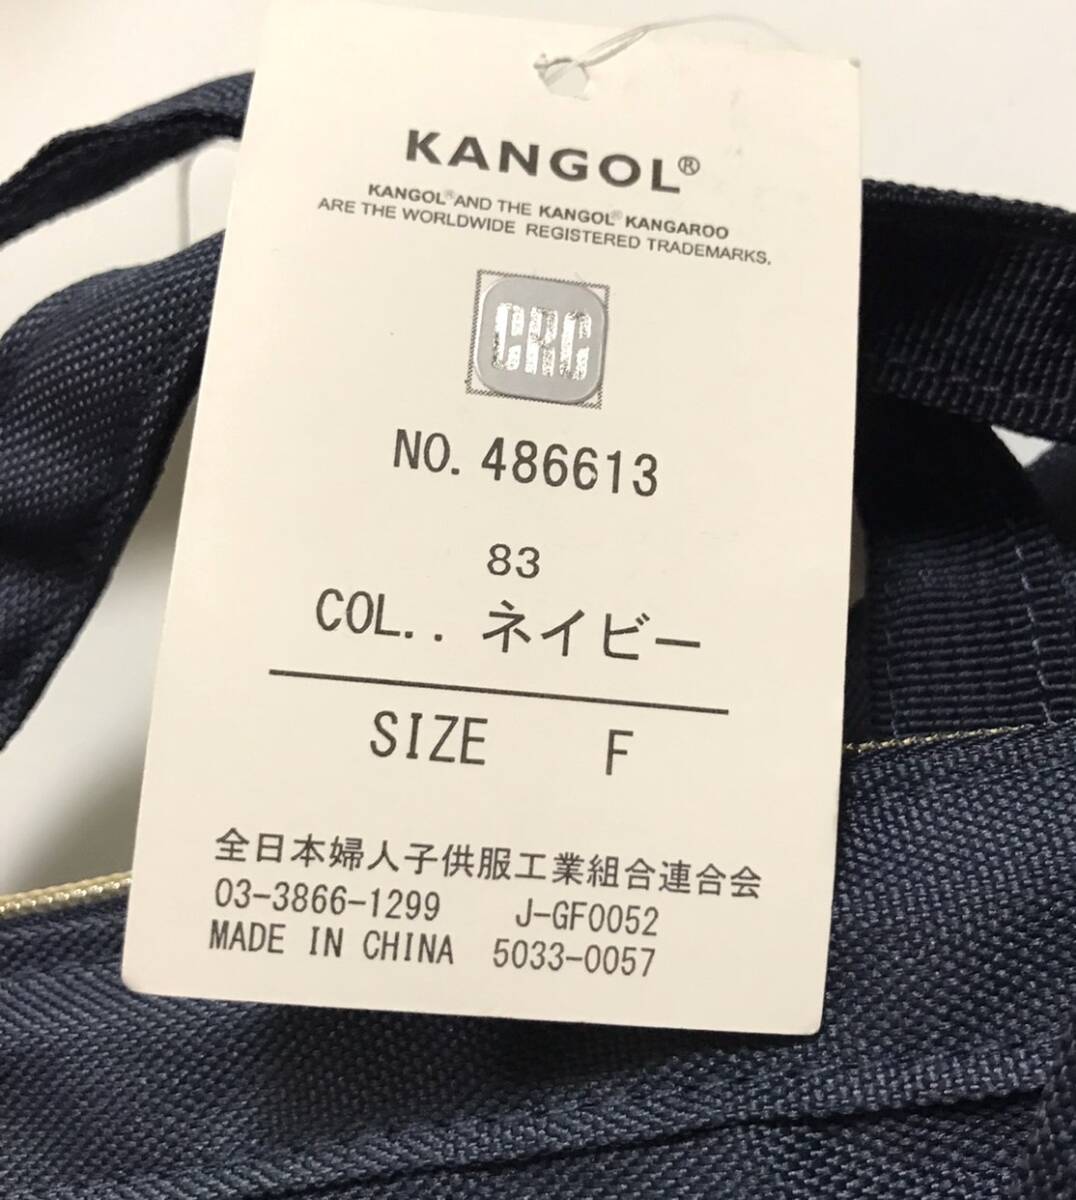 KANGOL®
KANGOL® AND THE KANGOL® KANGAROO
ARE THE WORLDWIDE REGISTERED TRADEMARKS.
CRC
NO. 486613
83
COL.. ネイビー
SIZE F
全日本婦人子供服工業組合連合会
03-3866-1299 J-GF0052
MADE IN CHINA 5033-0057